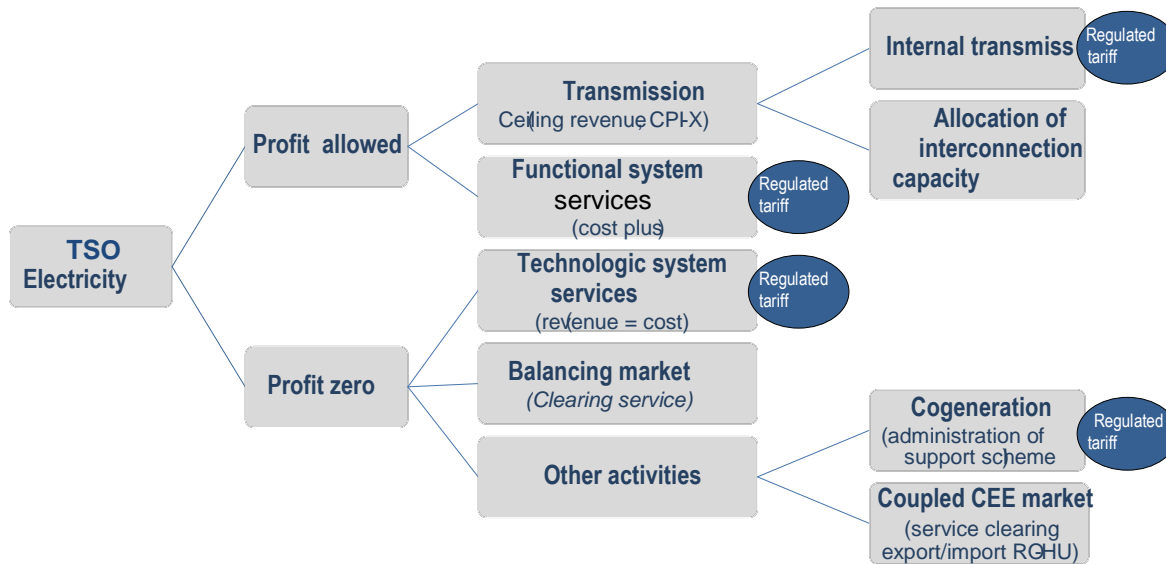 TSO
Electricity
Profit allowed
Profit zero
Transmission
Ceiling revenue, CPI-X)
Functional system
services
(cost plus)
Regulated
tariff
Technologic system
services
(revenue = cost)
Regulated
tariff
Balancing market
(Clearing service)
Other activities
Internal transmiss
Regulated
tariff
Allocation of
interconnection
capacity
Cogeneration
(administration of
support scheme)
Regulated
tariff
Coupled CEE market
(service clearing
export/import RO-HU)